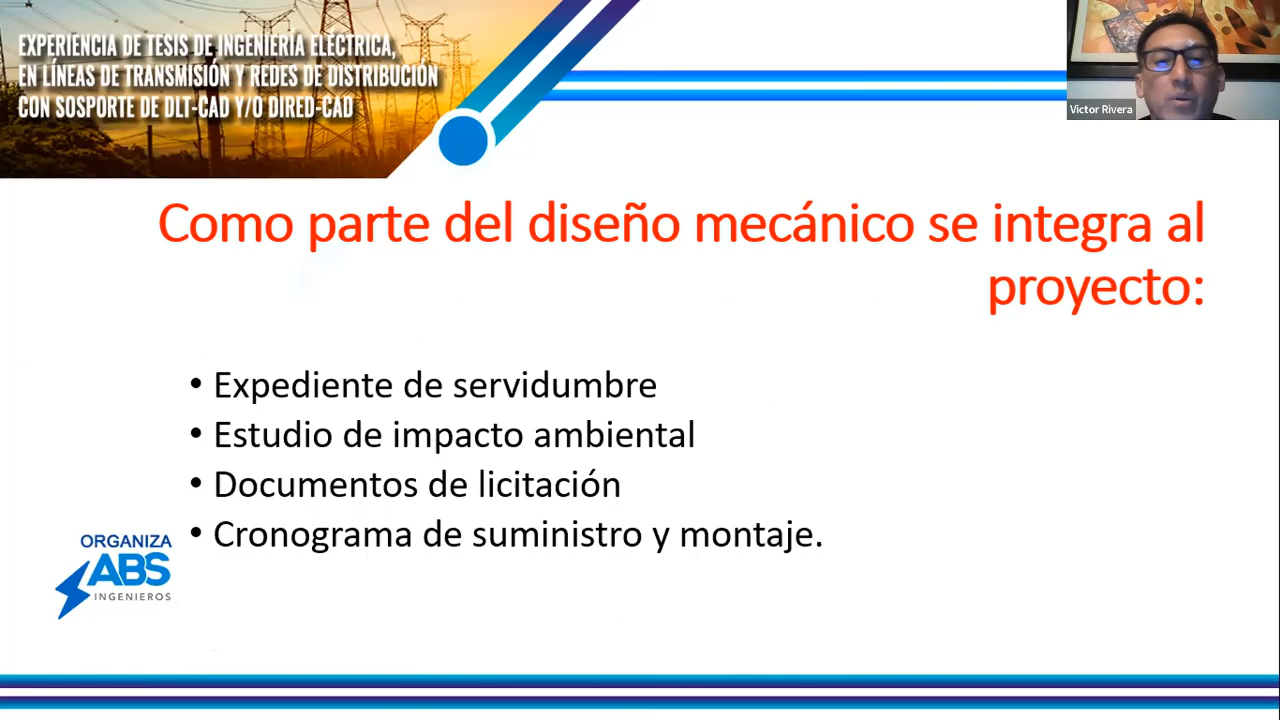 EXPERIENCIA DE TESIS DE INGENIERÍA ELÉCTRICA,
EN LÍNEAS DE TRANSMISIÓN Y REDES DE DISTRIBUCIÓN
CON SOSPORTE DE DLT-CAD Y/O DIRED-CAD
Victor Rivera
Como parte del diseño mecánico se integra al
proyecto:
• Expediente de servidumbre
• Estudio de impacto ambiental
• Documentos de licitación
• Cronograma de suministro y montaje.
ORGANIZA
ABS
INGENIEROS